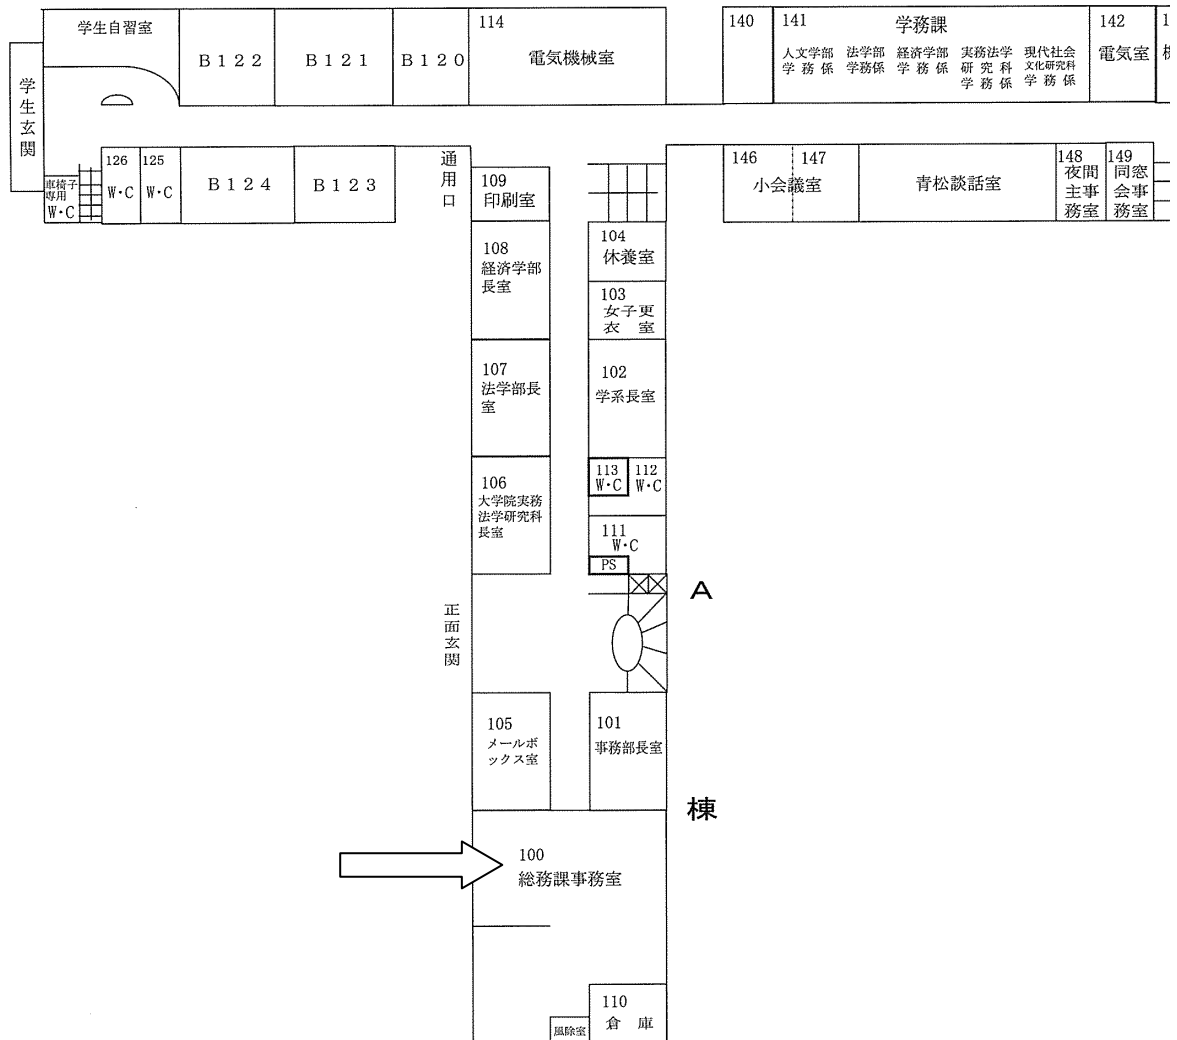 学生自習室
B122
B121
B120
114
電気機械室
140
141
学務課
人文学部
学務係
法学部
学務係
経済学部
学務係
実務法学
研究科
学務係
現代社会
文化研究科
学務係
142
電気室
学生玄関
車椅子
専用
W・C
126
W・C
125
W・C
B124
B123
通用口
109
印刷室
146
147
小会議室
青松談話室
148
夜間
主事
務室
149
同窓
会事
務室
108
経済学部
長室
104
休養室
103
女子更
衣室
107
法学部長
室
102
学系長室
106
大学院実務
法学研究科
長室
113
W・C
112
W・C
111
W・C
PS
A
正面玄関
105
メールボ
ックス室
101
事務部長室
棟
100
総務課事務室
110
倉庫
風除室